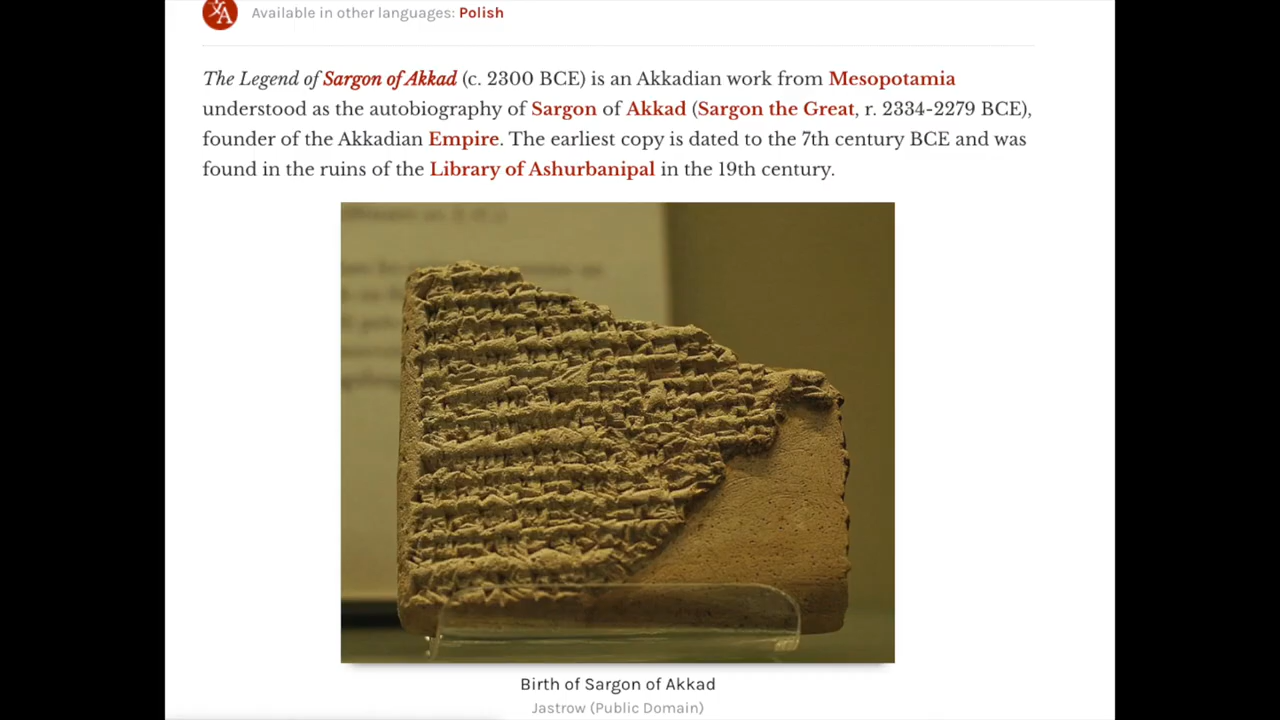 Available in other languages: Polish
The Legend of Sargon of Akkad (c. 2300 BCE) is an Akkadian work from Mesopotamia
understood as the autobiography of Sargon of Akkad (Sargon the Great, r. 2334-2279 BCE),
founder of the Akkadian Empire. The earliest copy is dated to the 7th century BCE and was
found in the ruins of the Library of Ashurbanipal in the 19th century.
Birth of Sargon of Akkad
Jastrow (Public Domain)